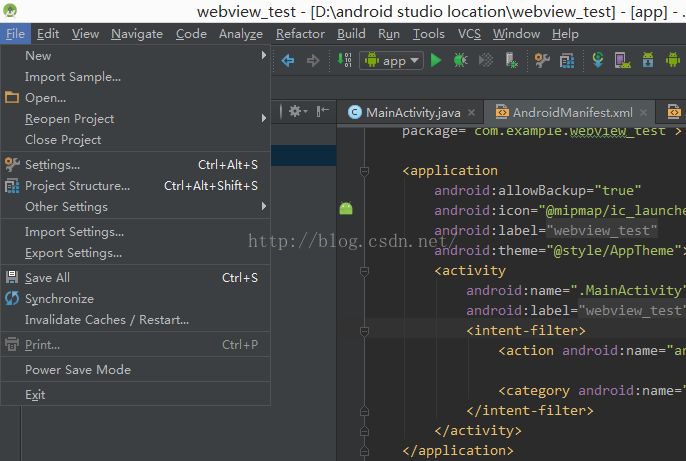 webview_test - [D:\android studio location\webview_test] - [app] - .
File Edit View Navigate Code Analyze Refactor Build Run Tools VCS Window Help
app
New
Import Sample...
Open...
Reopen Project
Close Project
Settings... Ctrl+Alt+S
Project Structure... Ctrl+Alt+Shift+S
Other Settings
Import Settings...
Export Settings...
Save All Ctrl+S
Synchronize
Invalidate Caches / Restart...
Print... Ctrl+P
Power Save Mode
Exit
MainActivity.java × AndroidManifest.xml ×
package="com.example.webview_test" >
<application
android:allowBackup="true"
android:icon="@mipmap/ic_launche
android:label="webview_test"
android:theme="@style/AppTheme">
<activity
android:name=".MainActivity"
android:label="webview_test"
<intent-filter>
<action android:name="an
<category android:name="
</intent-filter>
</activity>
</application>
http://blog.csdn.net/